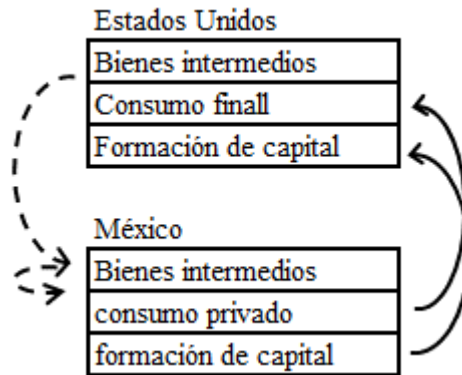 Estados Unidos
Bienes intermedios
Consumo finall
Formación de capital
México
Bienes intermedios
consumo privado
formación de capital